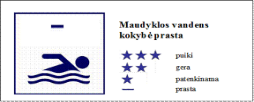 Maudyklos vandens
kokybė prasta
puiki
gera
patenkinama
prasta